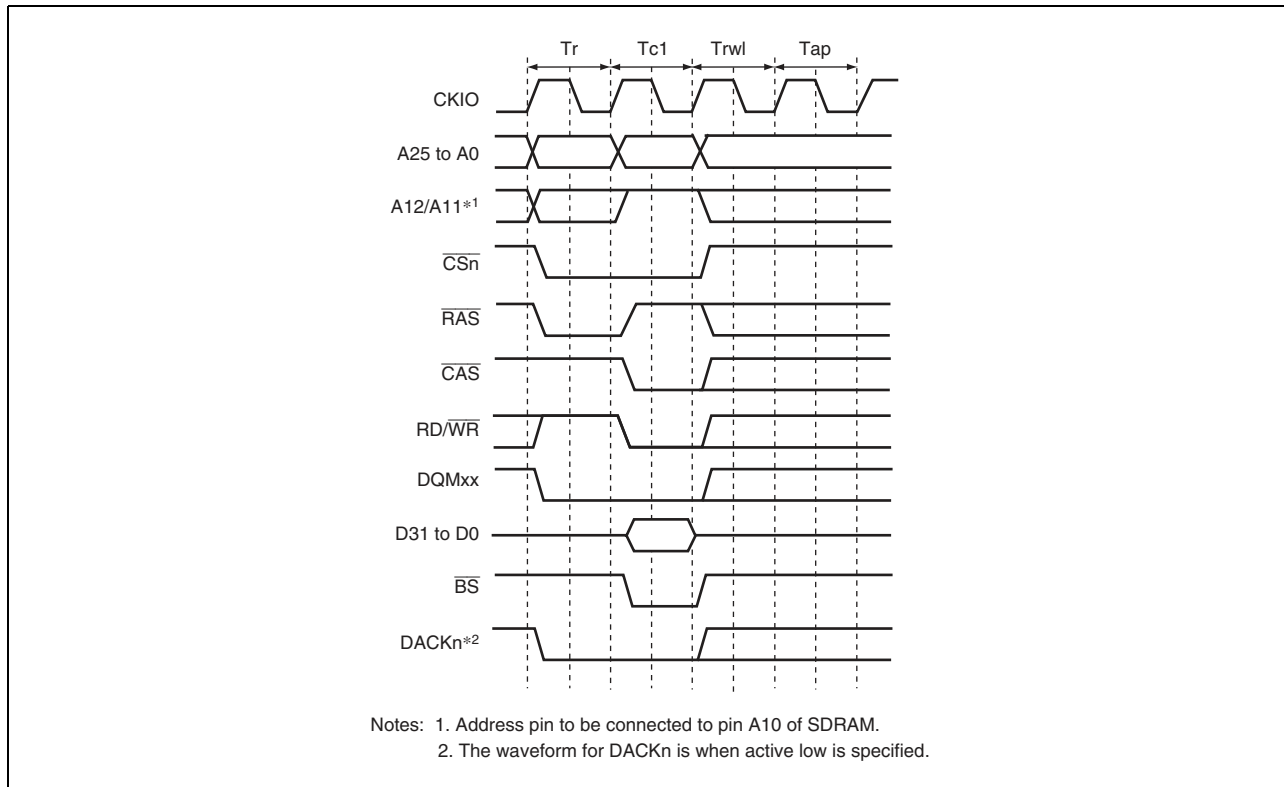 Tr Tc1 Trwl Tap
CKIO
A25 to A0
A12/A11*1
CSn
RAS
CAS
RD/WR
DQMxx
D31 to D0
BS
DACKn*2
Notes: 1. Address pin to be connected to pin A10 of SDRAM.
2. The waveform for DACKn is when active low is specified.